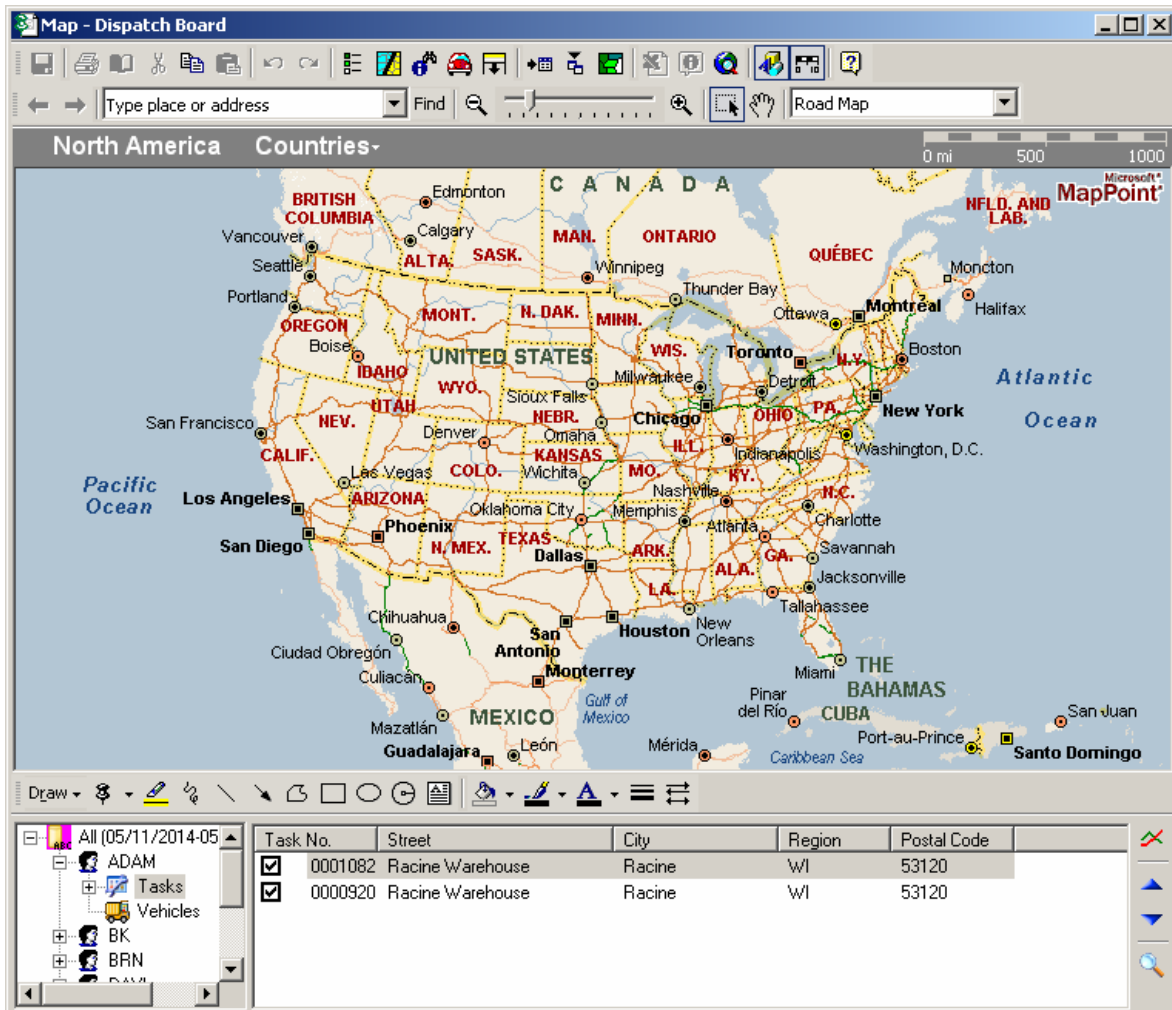 Map - Dispatch Board
Type place or address Find Road Map
North America Countries
0 mi 500 1000
Microsoft®
MapPoint®
CANADA
Edmonton
BRITISH
COLUMBIA
NFLD. AND
LAB.
Vancouver
Calgary
MAN.
ONTARIO
ALTA.
SASK.
QUÉBEC
Seattle
Winnipeg
Moncton
Thunder Bay
Portland
Ottawa
Montréal
Halifax
OREGON
MONT.
N. DAK.
MINN.
Boise
UNITED STATES
WIS.
Toronto
N.Y.
Boston
IDAHO
WYO.
Milwaukee
Detroit
Atlantic
Ocean
UTAH
Sioux Falls
San Francisco
NEV.
NEBR.
Chicago
OHIO
PA.
New York
Denver
Omaha
CALIF.
KANSAS
ILL.
Indianapolis
Washington, D.C.
Las Vegas
COLO.
Wichita
MO.
KY.
Pacific
Ocean
Los Angeles
ARIZONA
Nashville
N.C.
Oklahoma City
Memphis
Charlotte
Phoenix
TEXAS
Atlanta
San Diego
N. MEX.
Dallas
ARK.
GA.
Savannah
ALA.
LA.
Jacksonville
Chihuahua
Tallahassee
San
Antonio
Houston
New
Orleans
Ciudad Obregón
Monterrey
Miami
THE
BAHAMAS
Culiacán
Gulf of
Mexico
Pinar
del Río
CUBA
San Juan
Mazatlán
MEXICO
Port-au-Prince
Guadalajara
León
Mérida
Caribbean Sea
Santo Domingo
Draw
All (05/11/2014-05
ADAM
Tasks
Vehicles
BK
BRN
Task No. Street City Region Postal Code
0001082 Racine Warehouse Racine WI 53120
0000920 Racine Warehouse Racine WI 53120